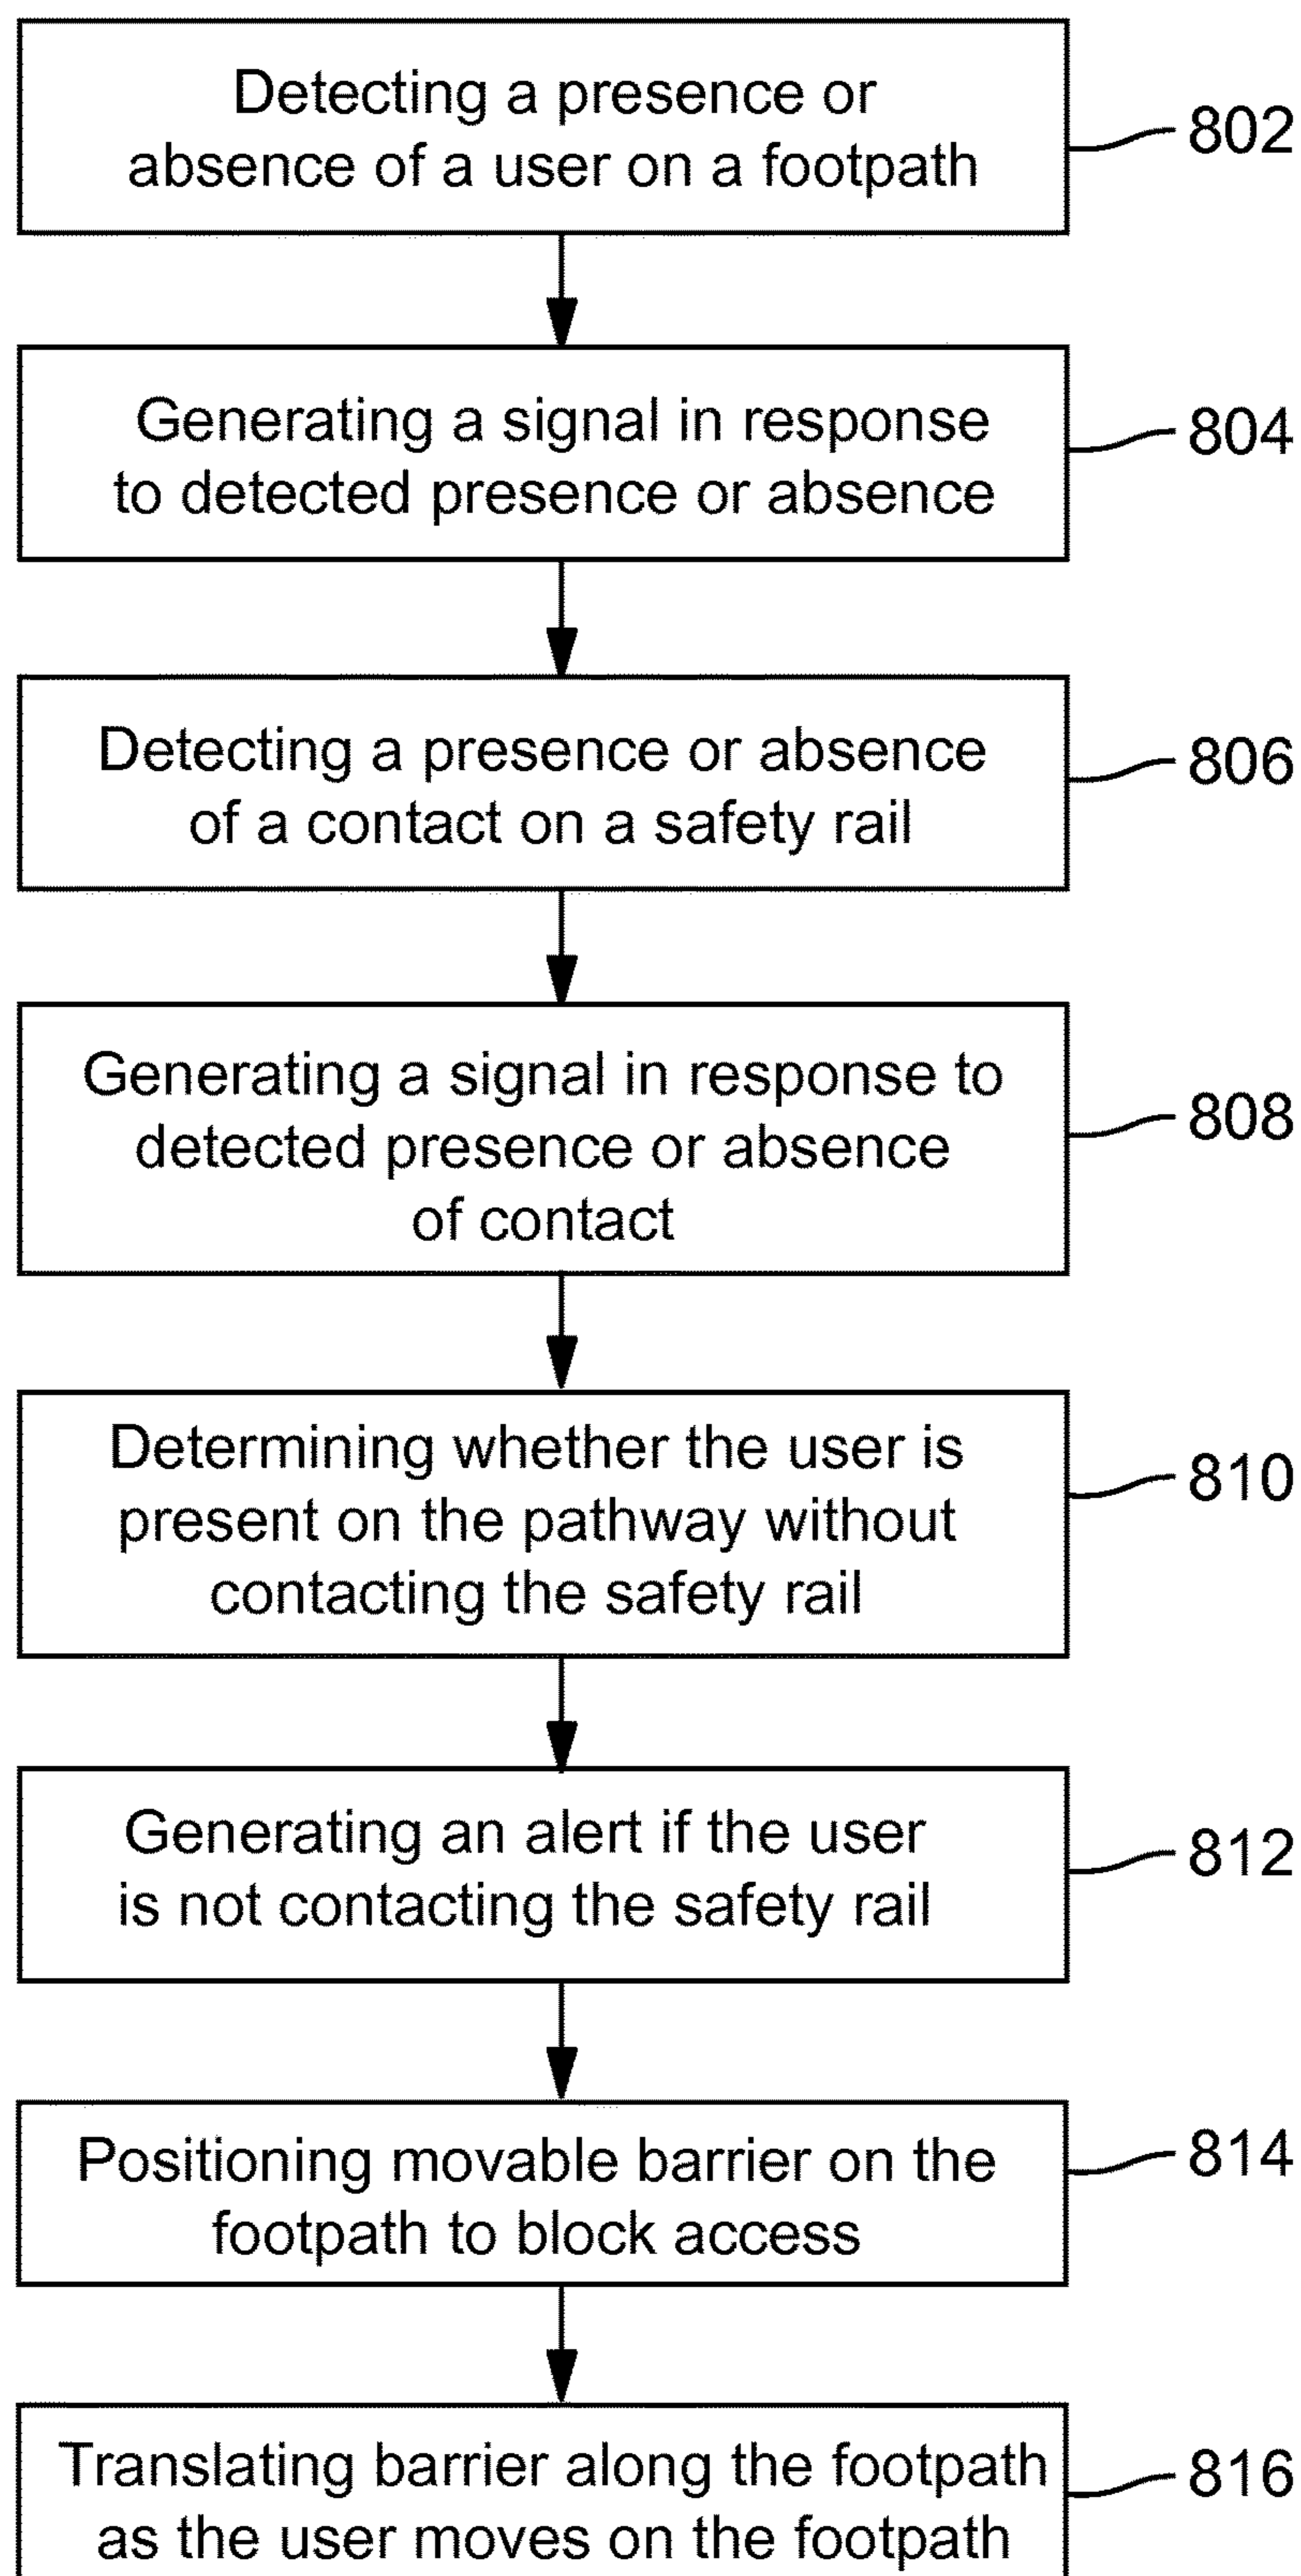 Detecting a presence or
absence of a user on a footpath
802
Generating a signal in response
to detected presence or absence
804
Detecting a presence or absence
of a contact on a safety rail
806
Generating a signal in response to
detected presence or absence
of contact
808
Determining whether the user is
present on the pathway without
contacting the safety rail
810
Generating an alert if the user
is not contacting the safety rail
812
Positioning movable barrier on the
footpath to block access
814
Translating barrier along the footpath
as the user moves on the footpath
816